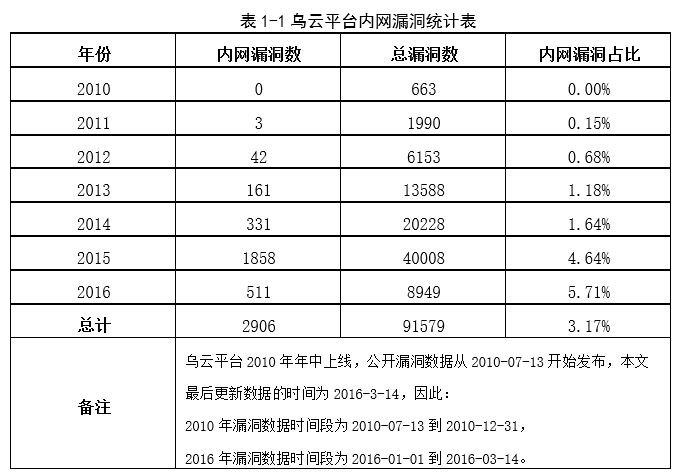 表 1-1 乌云平台内网漏洞统计表
年份 内网漏洞数 总漏洞数 内网漏洞占比
2010 0 663 0.00%
2011 3 1990 0.15%
2012 42 6153 0.68%
2013 161 13588 1.18%
2014 331 20228 1.64%
2015 1858 40008 4.64%
2016 511 8949 5.71%
总计 2906 91579 3.17%
备注
乌云平台 2010 年年中上线，公开漏洞数据从 2010-07-13 开始发布，本文
最后更新数据的时间为 2016-3-14，因此：
2010 年漏洞数据时间段为 2010-07-13 到 2010-12-31，
2016 年漏洞数据时间段为 2016-01-01 到 2016-03-14。